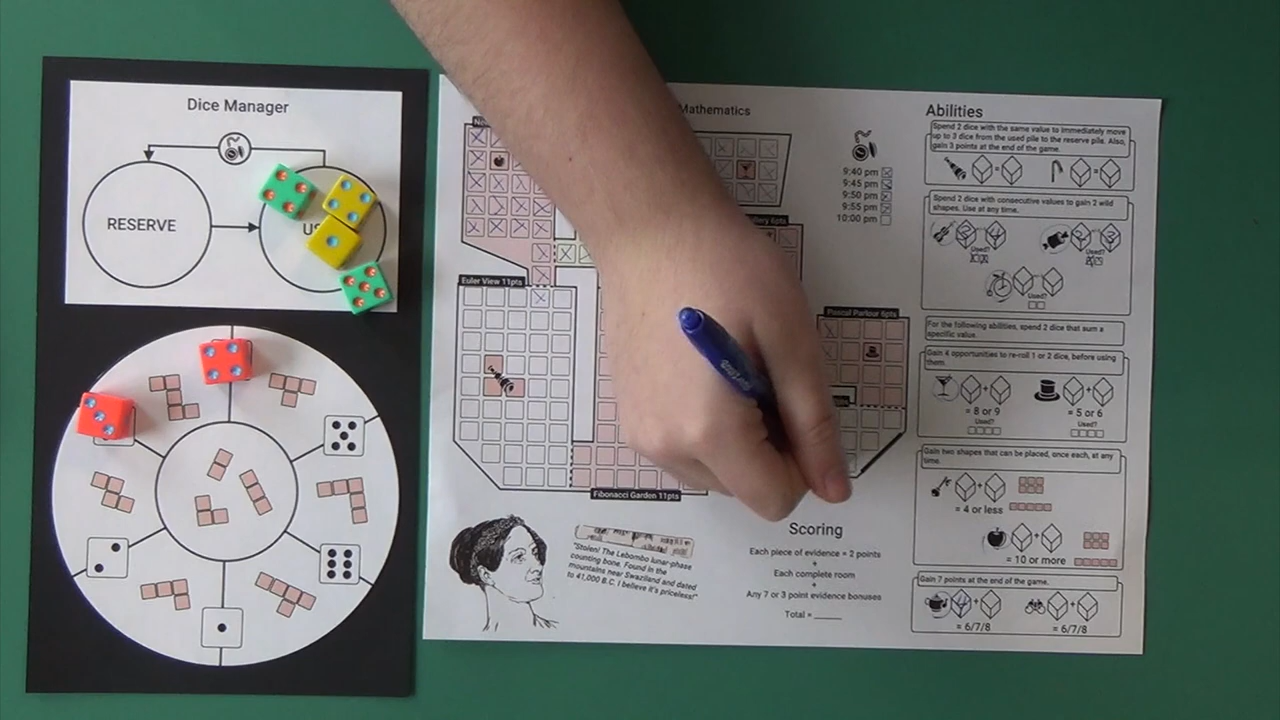 Dice Manager
RESERVE
US
Mathematics
9:40 pm
9:45 pm
9:50 pm
9:55 pm
10:00 pm
Euler View 11pts
Pascal Parlour 6pts
Fibonacci Garden 11pts
"Stolen! The Lebombo lunar-phase
counting bone. Found in the
mountains near Swaziland and dated
to 41,000 B.C. I believe it's priceless!"
Scoring
Each piece of evidence = 2 points
+
Each complete room
+
Any 7 or 3 point evidence bonuses
Total =
Abilities
Spend 2 dice with the same value to immediately move
up to 3 dice from the used pile to the reserve pile. Also,
gain 3 points at the end of the game.
= =
Spend 2 dice with consecutive values to gain 2 wild
shapes. Use at any time.
Used?
Used?
Used?
For the following abilities, spend 2 dice that sum a
specific value.
Gain 4 opportunities to re-roll 1 or 2 dice, before using
them.
+ +
= 8 or 9
= 5 or 6
Used?
Used?
Gain two shapes that can be placed, once each, at any
time.
+
= 4 or less
+
= 10 or more
Gain 7 points at the end of the game.
4 + +
= 6/7/8
= 6/7/8